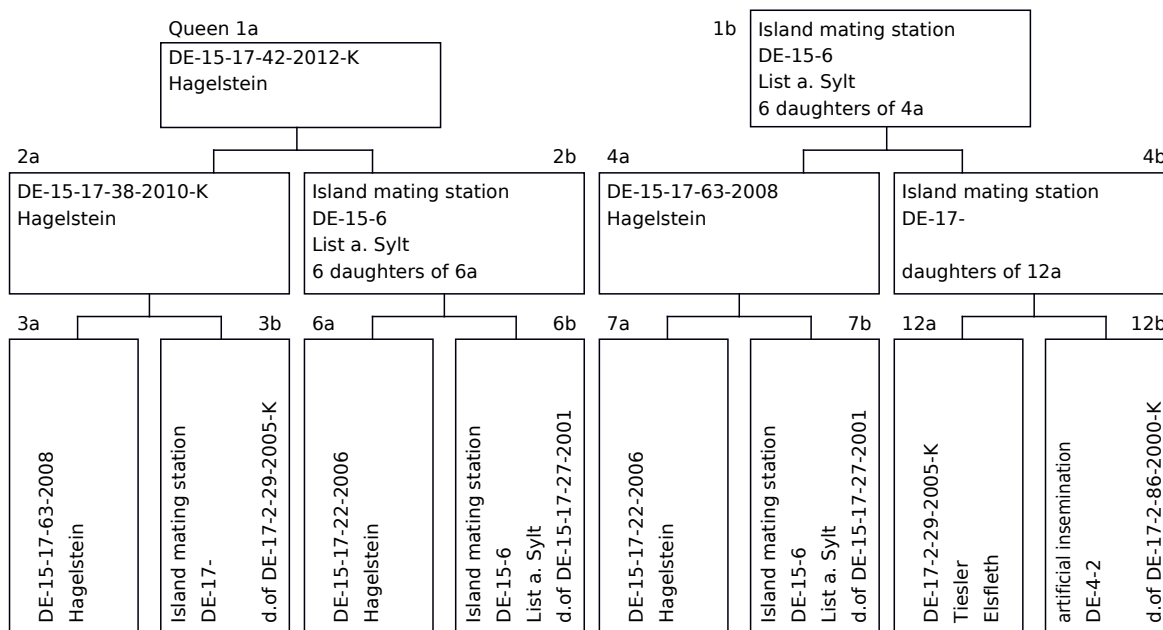 Queen 1a
DE-15-17-42-2012-K
Hagelstein
1b
Island mating station
DE-15-6
List a. Sylt
6 daughters of 4a
2a
DE-15-17-38-2010-K
Hagelstein
2b
Island mating station
DE-15-6
List a. Sylt
6 daughters of 6a
4a
DE-15-17-63-2008
Hagelstein
4b
Island mating station
DE-17-
daughters of 12a
3a
DE-15-17-63-2008
Hagelstein
3b
Island mating station
DE-17-
d.of DE-17-2-29-2005-K
6a
DE-15-17-22-2006
Hagelstein
6b
Island mating station
DE-15-6
List a. Sylt
d.of DE-15-17-27-2001
7a
DE-15-17-22-2006
Hagelstein
7b
Island mating station
DE-15-6
List a. Sylt
d.of DE-15-17-27-2001
12a
DE-17-2-29-2005-K
Tiesler
Elsfleth
12b
artificial insemination
DE-4-2
d.of DE-17-2-86-2000-K